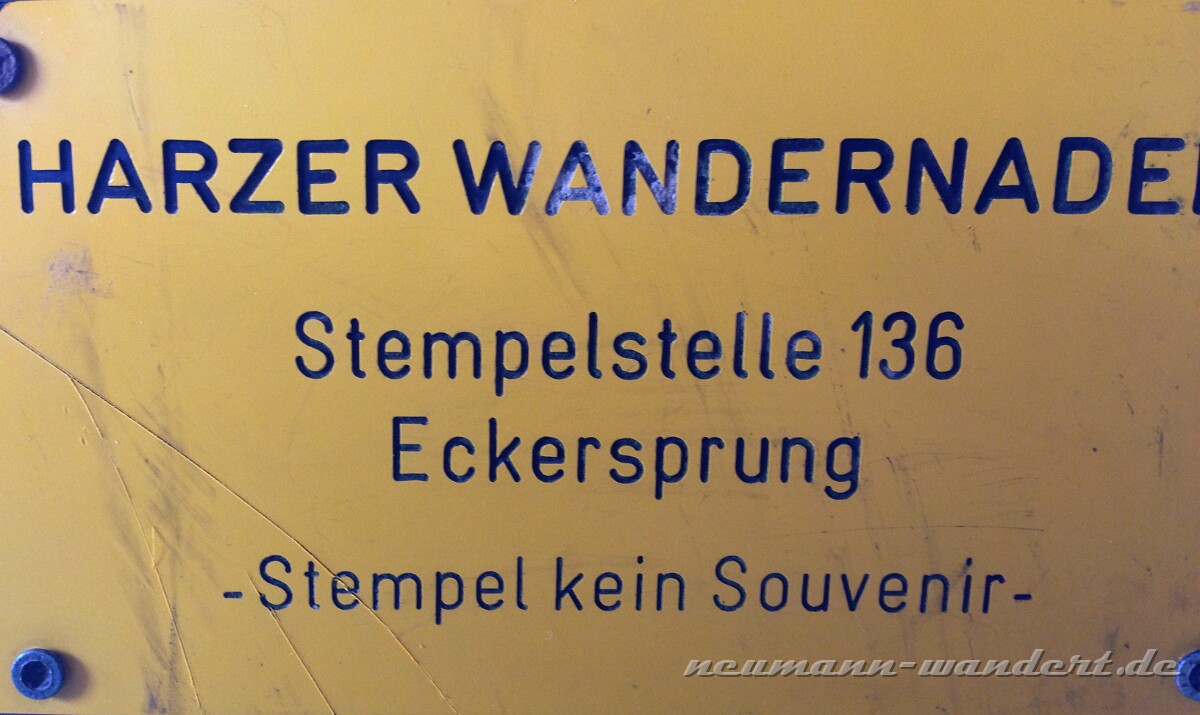 HARZER WANDERNADE
Stempelstelle 136
Eckersprung
-Stempel kein Souvenir-
neumann-wandert.de